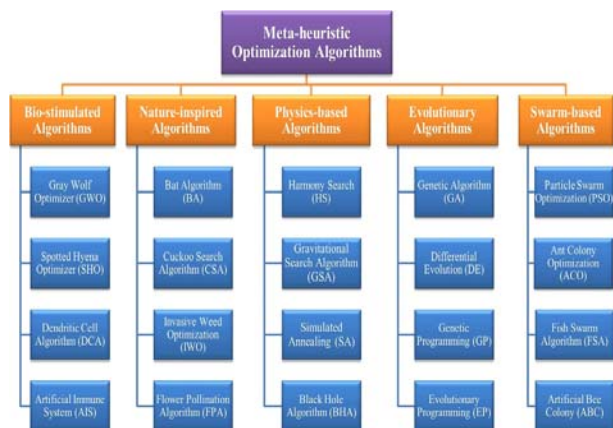 Meta-heuristic
Optimization Algorithms
Bio-stimulated
Algorithms
Nature-inspired
Algorithms
Physics-based
Algorithms
Evolutionary
Algorithms
Swarm-based
Algorithms
Gray Wolf
Optimizer (GWO)
Bat Algorithm
(BA)
Harmony Search
(HS)
Genetic Algorithm
(GA)
Particle Swarm
Optimization (PSO)
Spotted Hyena
Optimizer (SHO)
Cuckoo Search
Algorithm (CSA)
Gravitational
Search Algorithm
(GSA)
Differential
Evolution (DE)
Ant Colony
Optimization
(ACO)
Dendritic Cell
Algorithm (DCA)
Invasive Weed
Optimization
(IWO)
Simulated
Annealing (SA)
Genetic
Programming (GP)
Fish Swarm
Algorithm (FSA)
Artificial Immune
System (AIS)
Flower Pollination
Algorithm (FPA)
Black Hole
Algorithm (BHA)
Evolutionary
Programming (EP)
Artificial Bee
Colony (ABC)